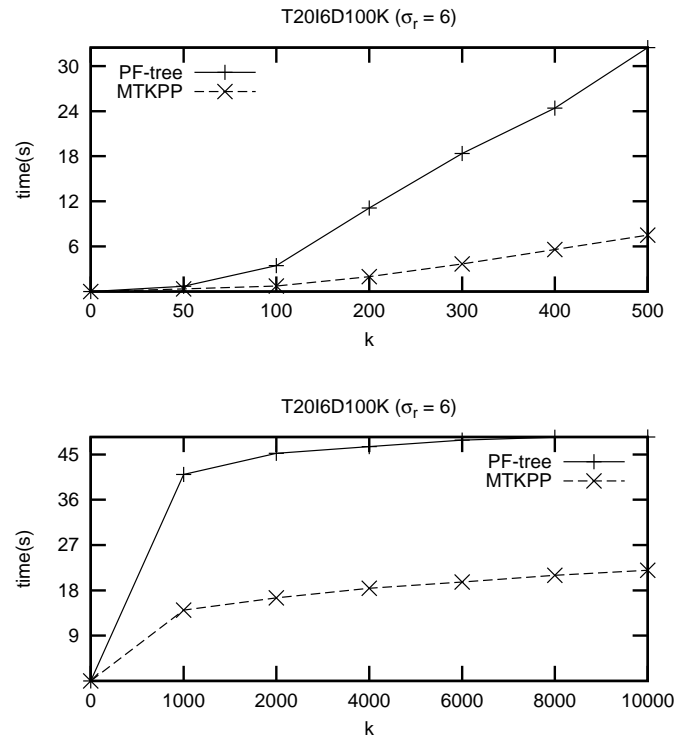 T20I6D100K (σr = 6)
30
24
18
12
6
time(s)
PF-tree
MTKPP
0 50 100 200 300 400 500
k
T20I6D100K (σr = 6)
45
36
27
18
9
time(s)
PF-tree
MTKPP
0 1000 2000 4000 6000 8000 10000
k